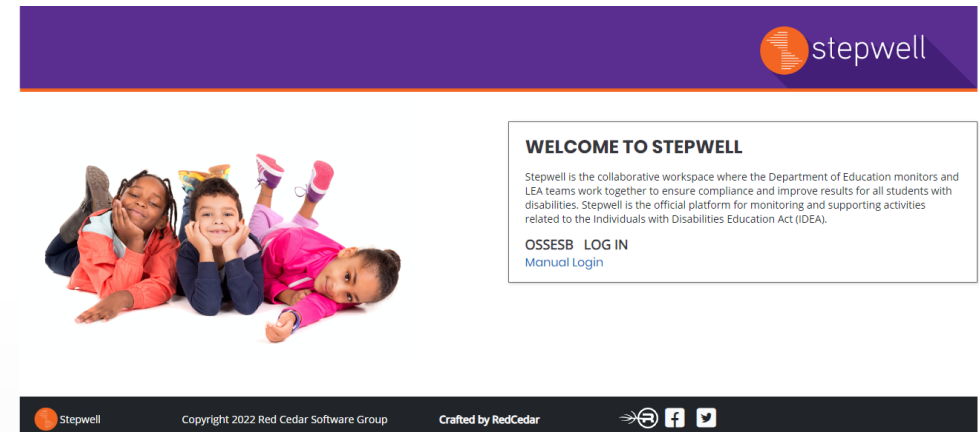 stepwell
WELCOME TO STEPWELL
Stepwell is the collaborative workspace where the Department of Education monitors and
LEA teams work together to ensure compliance and improve results for all students with
disabilities. Stepwell is the official platform for monitoring and supporting activities
related to the Individuals with Disabilities Education Act (IDEA).
OSSESB LOG IN
Manual Login
Stepwell Copyright 2022 Red Cedar Software Group Crafted by RedCedar